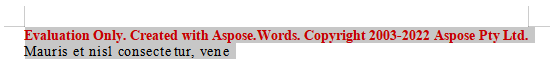 Evaluation Only. Created with Aspose.Words. Copyright 2003-2022 Aspose Pty Ltd.
Mauris et nisl consectetur, vene